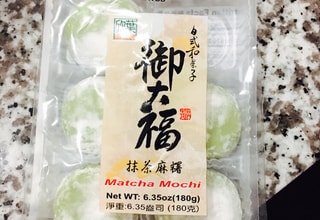 日式和菓子
御大福
抹茶麻糬
Matcha Mochi
Net WT: 6.35oz(180g)
淨重:6.35盎司 (180克)